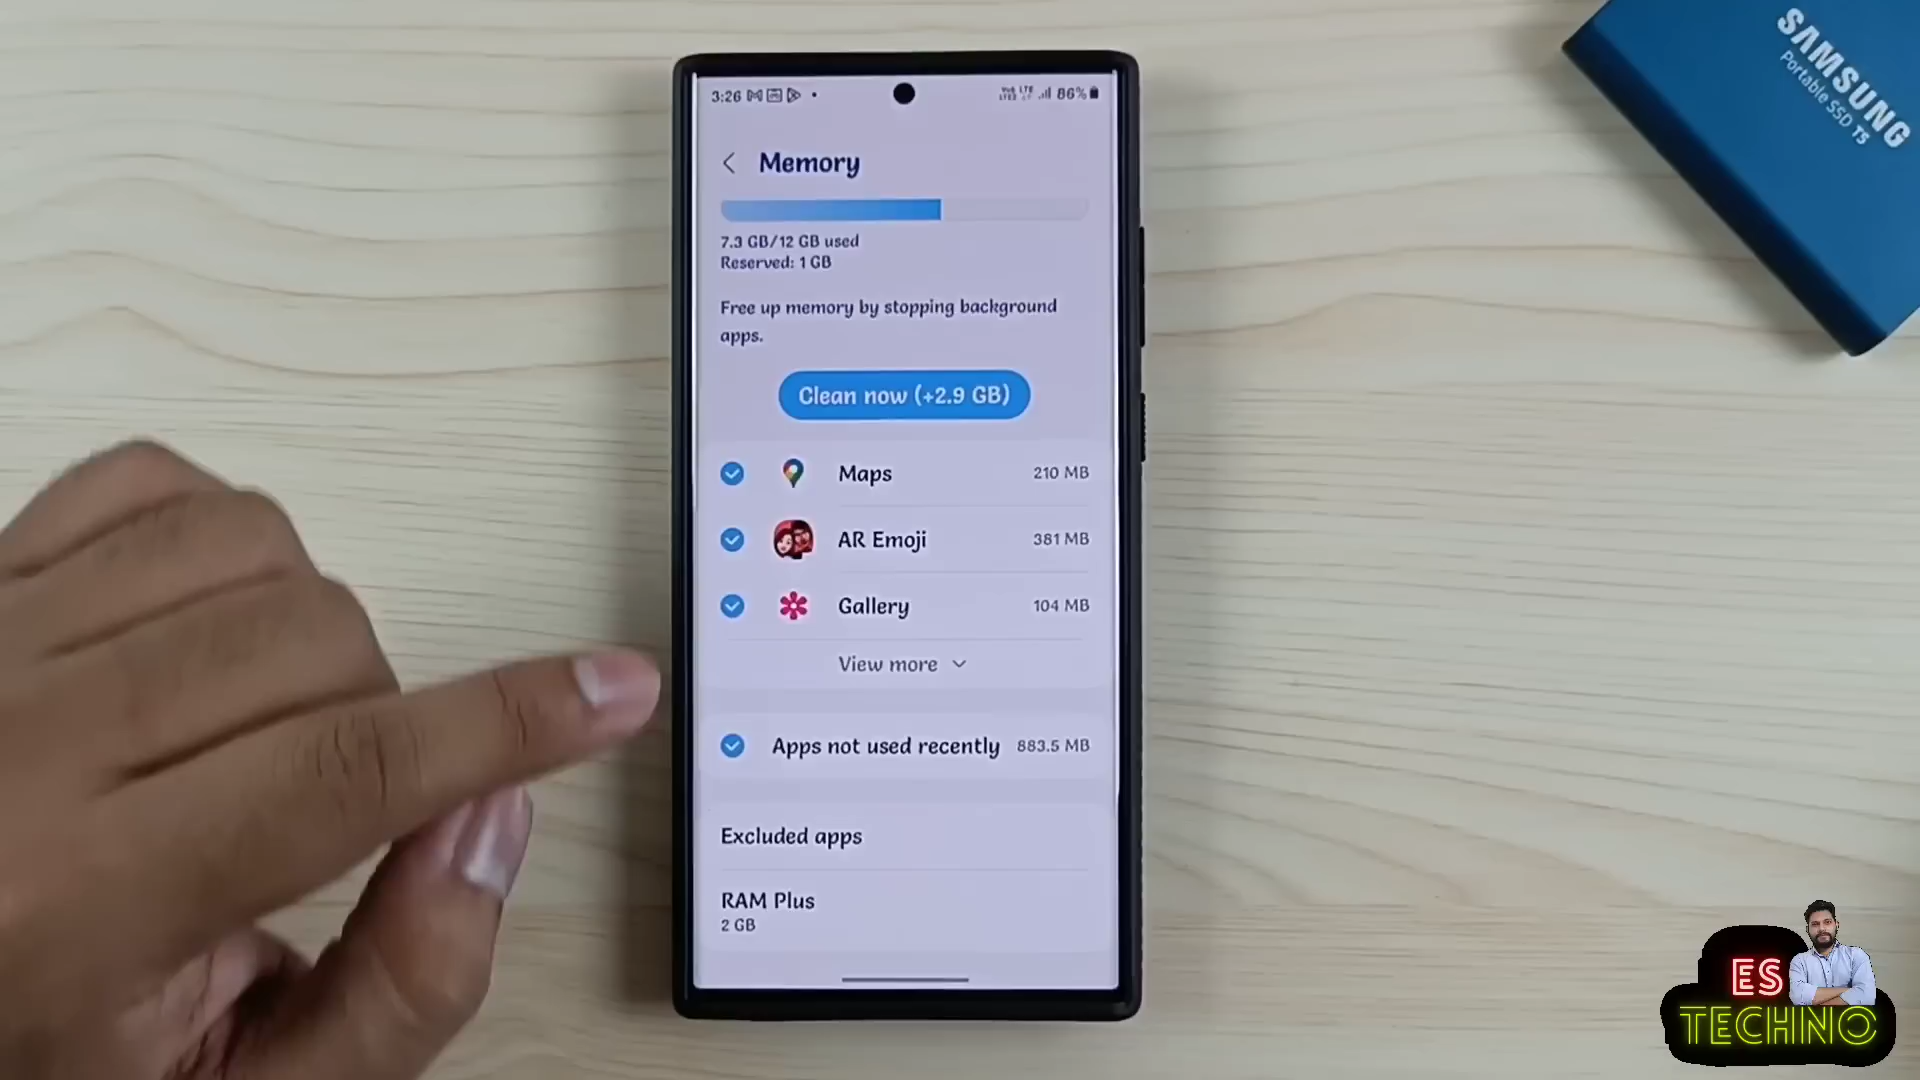 3:26
86%
Memory
7.3 GB/12 GB used
Reserved: 1 GB
Free up memory by stopping background
apps.
Clean now (+2.9 GB)
Maps 210 MB
AR Emoji 381 MB
Gallery 104 MB
View more
Apps not used recently 883.5 MB
Excluded apps
RAM Plus
2 GB
SAMSUNG
Portable SSD T5
ES
TECHNO